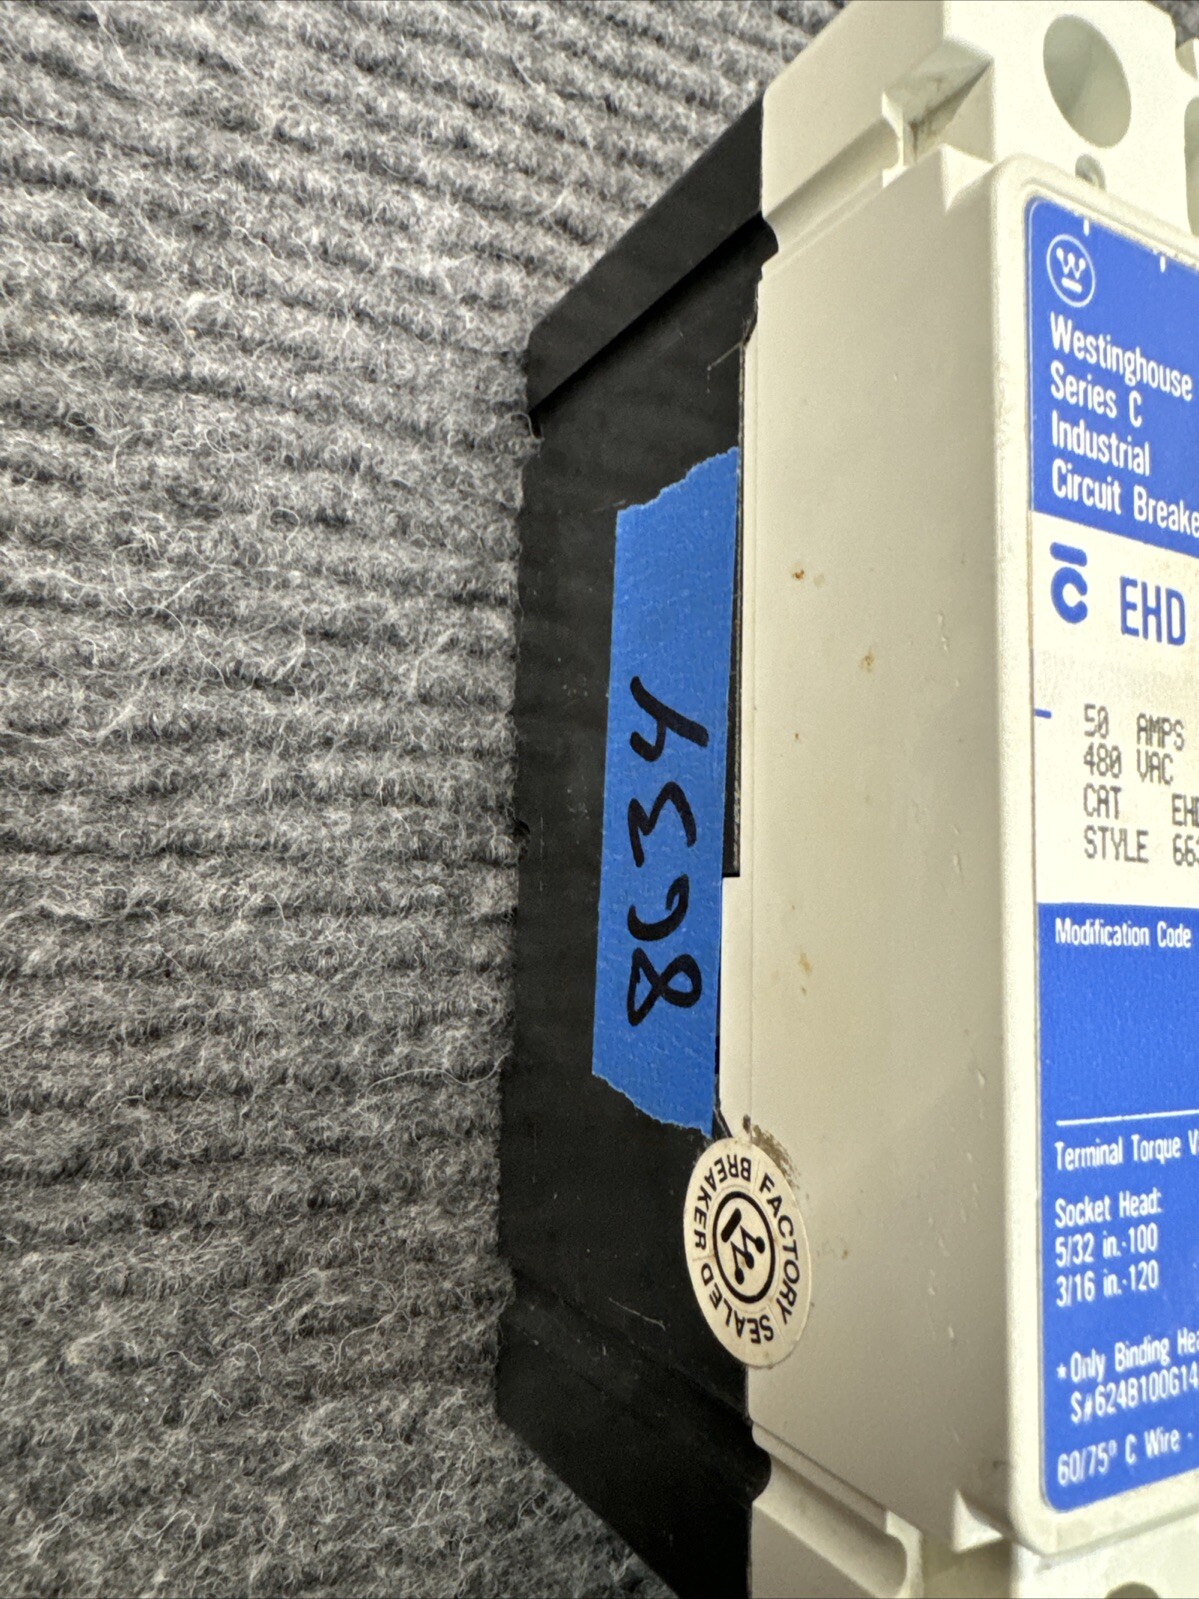 8634
FACTORY SEALED BREAKER
Westinghouse
Series C
Industrial
Circuit Breake
C EHD
50 AMPS
480 VAC
CAT EH
STYLE 66
Modification Code
Terminal Torque V
Socket Head:
5/32 in.-100
3/16 in.-120
*Only Binding Hea
S#624B100G14
60/75° C Wire -